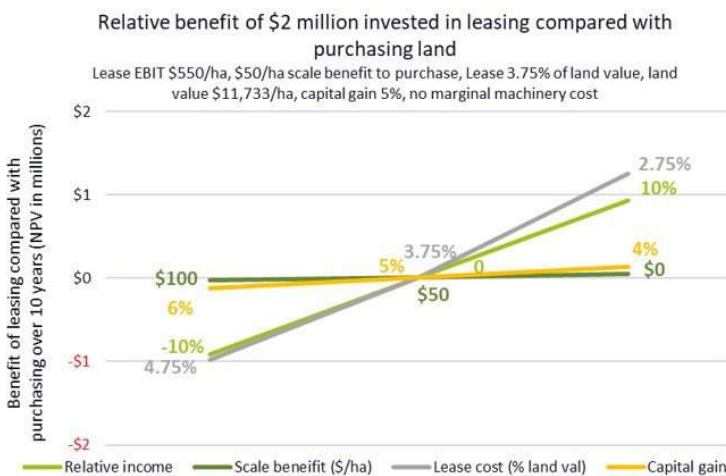 Relative benefit of $2 million invested in leasing compared with
purchasing land
Lease EBIT $550/ha, $50/ha scale benefit to purchase, Lease 3.75% of land value, land
value $11,733/ha, capital gain 5%, no marginal machinery cost
Benefit of leasing compared with
purchasing over 10 years (NPV in millions)
$2
$1
$0
-$1
-$2
2.75%
10%
3.75%
4%
5%
0
$100
$0
$50
6%
-10%
4.75%
Relative income
Scale benifit ($/ha)
Lease cost (% land val)
Capital gain